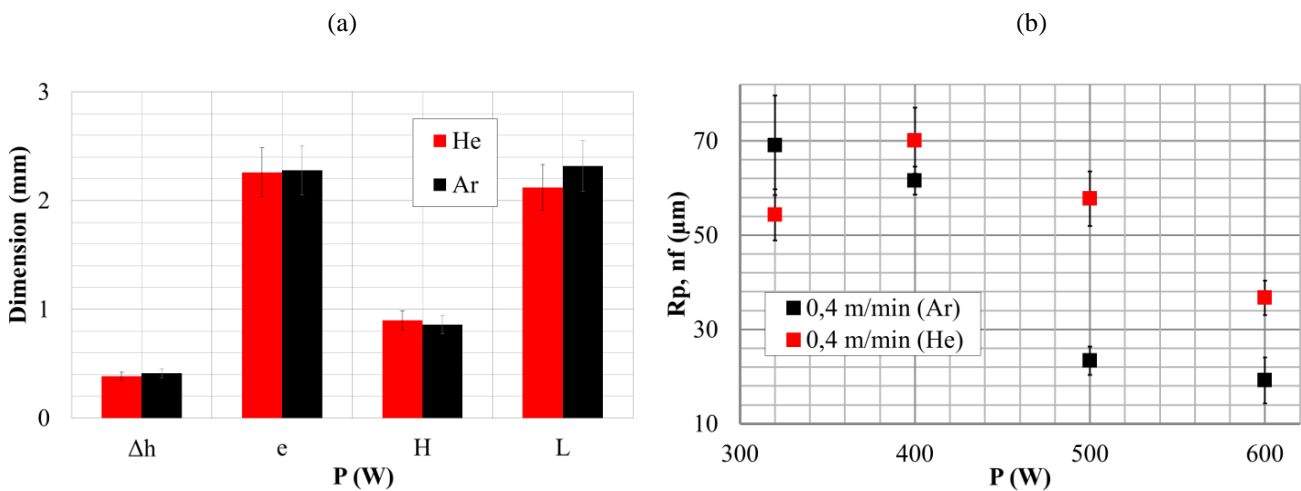 (a)
(b)
Dimension (mm)
3
2
1
0
He
Ar
Δh
e
H
L
P (W)
Rp, nf (µm)
70
50
30
10
0,4 m/min (Ar)
0,4 m/min (He)
300
400
500
600
P (W)